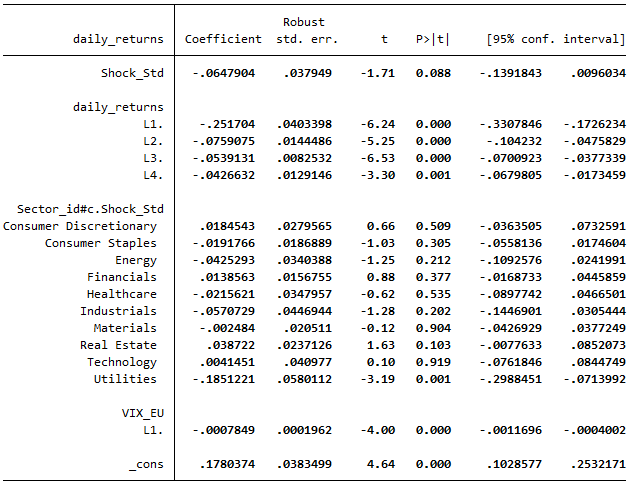 Robust
daily_returns Coefficient std. err. t P>|t| [95% conf. interval]
Shock_Std -.0647904 .037949 -1.71 0.088 -.1391843 .0096034
daily_returns
L1. -.251704 .0403398 -6.24 0.000 -.3307846 -.1726234
L2. -.0759075 .0144486 -5.25 0.000 -.104232 -.0475829
L3. -.0539131 .0082532 -6.53 0.000 -.0700923 -.0377339
L4. -.0426632 .0129146 -3.30 0.001 -.0679805 -.0173459
Sector_id#c.Shock_Std
Consumer Discretionary .0184543 .0279565 0.66 0.509 -.0363505 .0732591
Consumer Staples -.0191766 .0186889 -1.03 0.305 -.0558136 .0174604
Energy -.0425293 .0340388 -1.25 0.212 -.1092576 .0241991
Financials .0138563 .0156755 0.88 0.377 -.0168733 .0445859
Healthcare -.0215621 .0347957 -0.62 0.535 -.0897742 .0466501
Industrials -.0570729 .0446944 -1.28 0.202 -.1446901 .0305444
Materials -.002484 .020511 -0.12 0.904 -.0426929 .0377249
Real Estate .038722 .0237126 1.63 0.103 -.0077633 .0852073
Technology .0041451 .040977 0.10 0.919 -.0761846 .0844749
Utilities -.1851221 .0580112 -3.19 0.001 -.2988451 -.0713992
VIX_EU
L1. -.0007849 .0001962 -4.00 0.000 -.0011696 -.0004002
_cons .1780374 .0383499 4.64 0.000 .1028577 .2532171